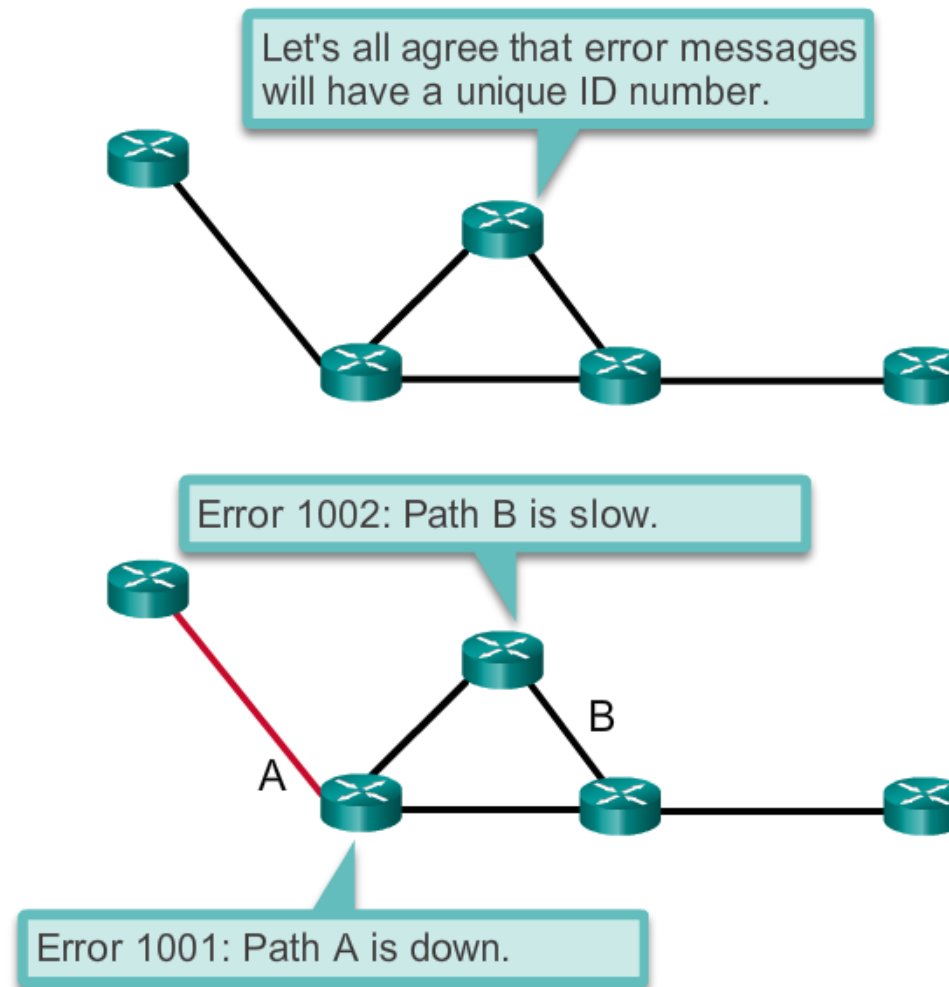 Let's all agree that error messages
will have a unique ID number.
Error 1002: Path B is slow.
B
A
Error 1001: Path A is down.